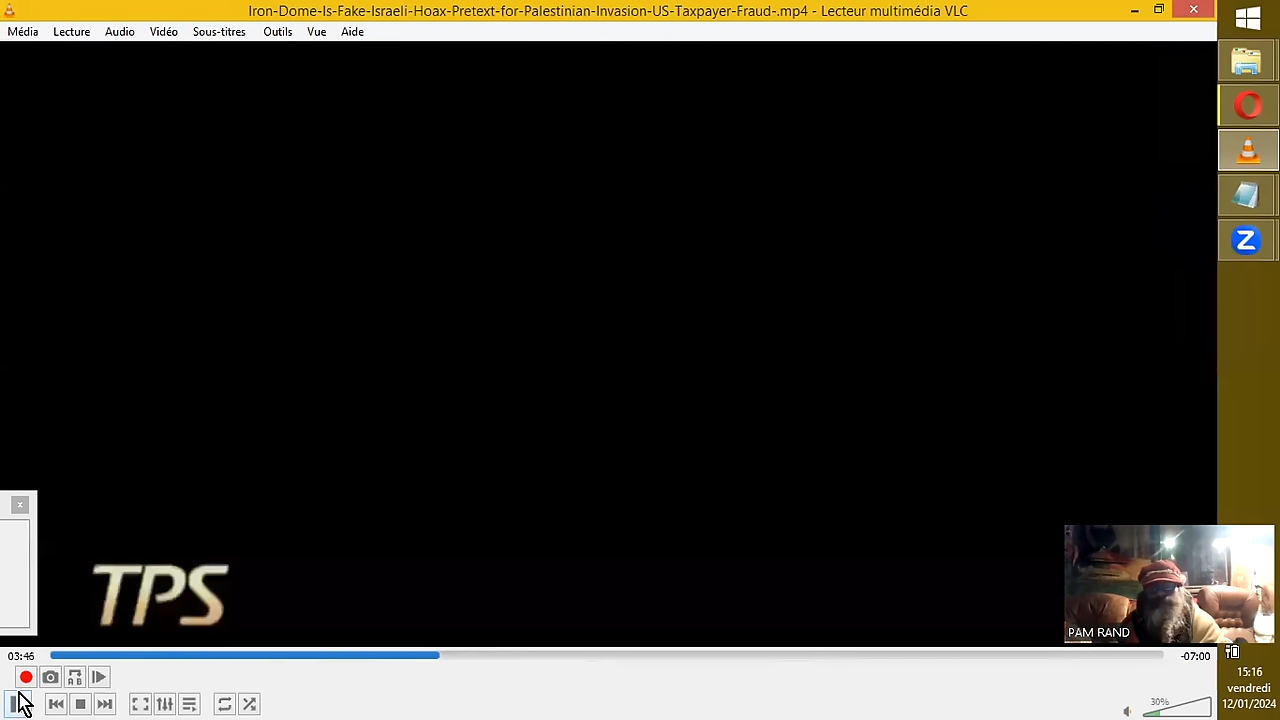 Iron-Dome-Is-Fake-Israeli-Hoax-Pretext-for-Palestinian-Invasion-US-Taxpayer-Fraud-.mp4 - Lecteur multimédia VLC
Média Lecture Audio Vidéo Sous-titres Outils Vue Aide
TPS
PAM RAND
03:46
-07:00
30%
15:16
vendredi
12/01/2024